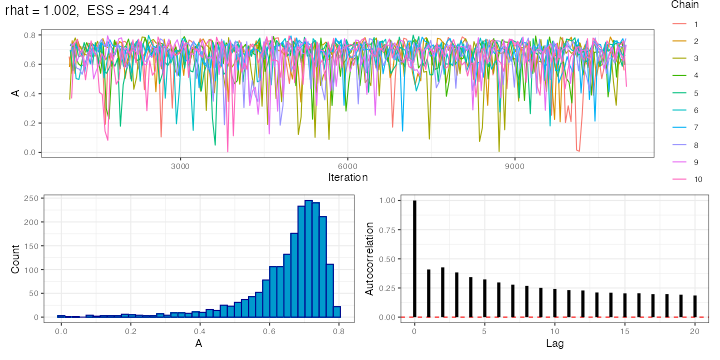 rhat = 1.002, ESS = 2941.4
Chain
1
2
3
4
5
6
7
8
9
10
A
0.8
0.6
0.4
0.2
0.0
3000 6000 9000
Iteration
Count
250
200
150
100
50
0
0.0 0.2 0.4 0.6 0.8
A
Autocorrelation
1.00
0.75
0.50
0.25
0.00
0 5 10 15 20
Lag